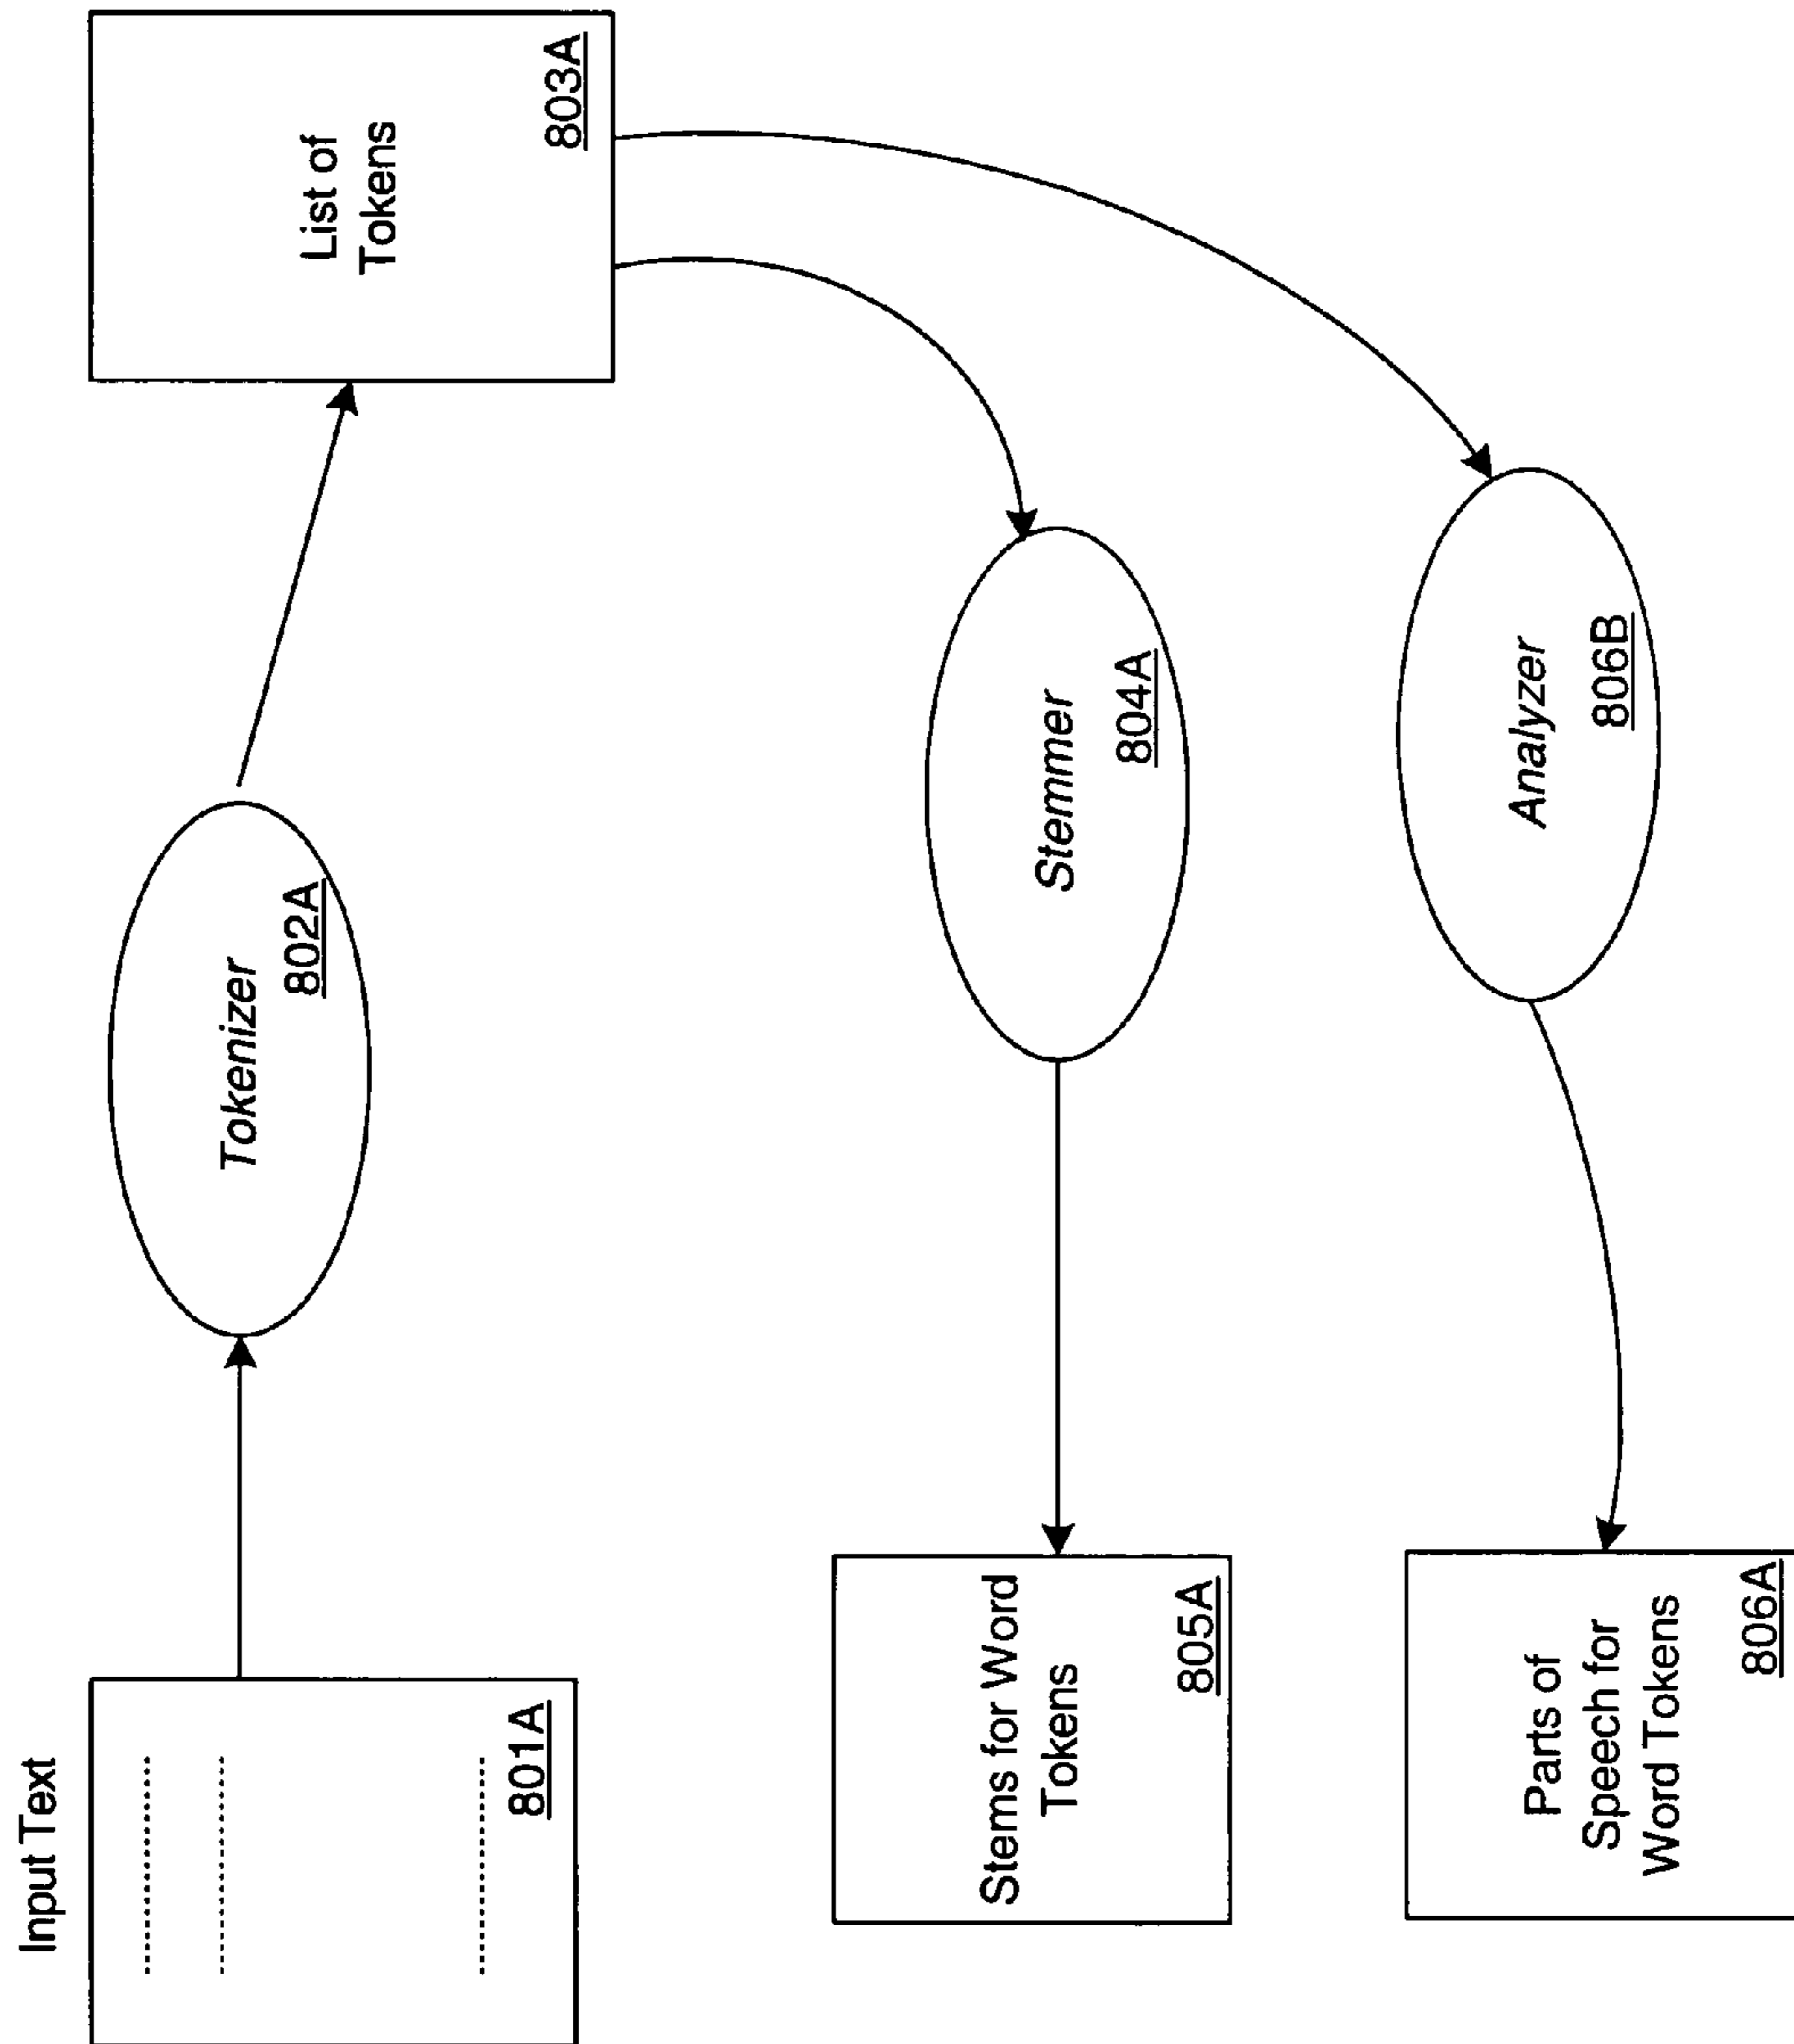 Input Text
801A
Tokenizer
802A
List of
Tokens
803A
Stems for Word
Tokens
805A
Stemmer
804A
Parts of
Speech for
Word Tokens
806A
Analyzer
806B